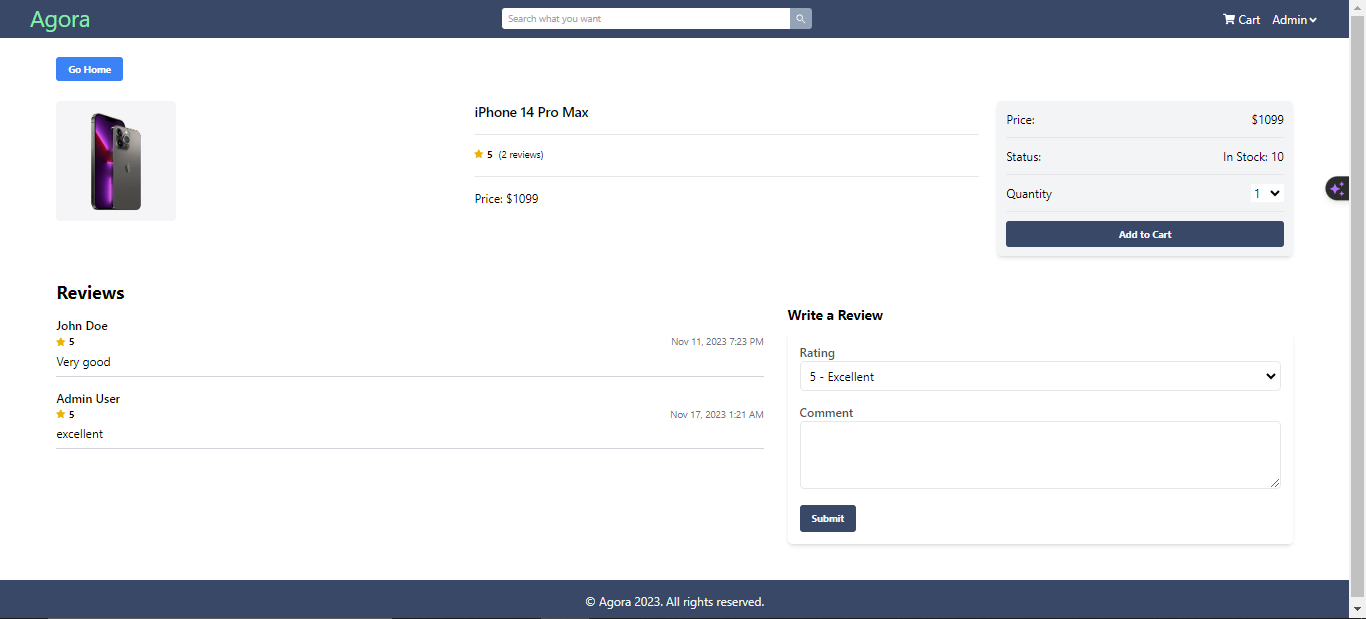 Agora
Search what you want
Cart Admin
Go Home
iPhone 14 Pro Max
5 (2 reviews)
Price: $1099
Price: $1099
Status: In Stock: 10
Quantity 1
Add to Cart
Reviews
John Doe
5
Nov 11, 2023 7:23 PM
Very good
Admin User
5
Nov 17, 2023 1:21 AM
excellent
Write a Review
Rating
5 - Excellent
Comment
Submit
© Agora 2023. All rights reserved.